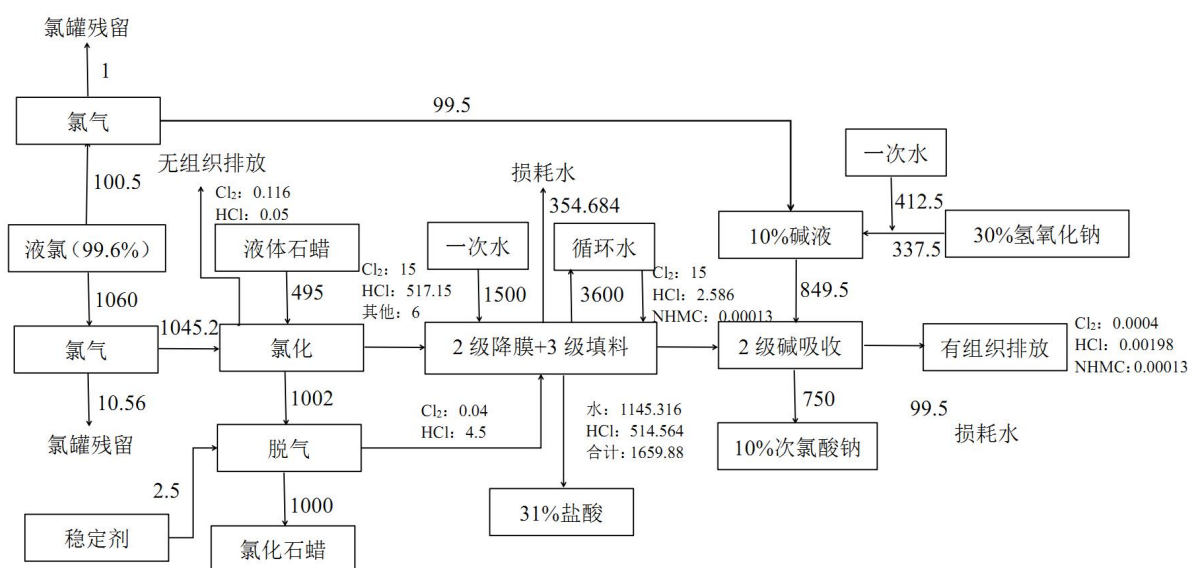 氯罐残留
1
氯气
99.5
一次水
无组织排放
Cl₂：0.116
HCl：0.05
损耗水
354.684
100.5
412.5
液氯（99.6%）
液体石蜡
一次水
循环水
10%碱液
337.5
30%氢氧化钠
1060
495
Cl₂：15
HCl：517.15
其他：6
1500
3600
Cl₂：15
HCl：2.586
NHMC：0.00013
849.5
氯气
1045.2
氯化
2级降膜+3级填料
2级碱吸收
有组织排放
Cl₂：0.0004
HCl：0.00198
NHMC：0.00013
10.56
氯罐残留
1002
Cl₂：0.04
HCl：4.5
水：1145.316
HCl：514.564
合计：1659.88
750
99.5
损耗水
脱气
10%次氯酸钠
2.5
1000
31%盐酸
稳定剂
氯化石蜡